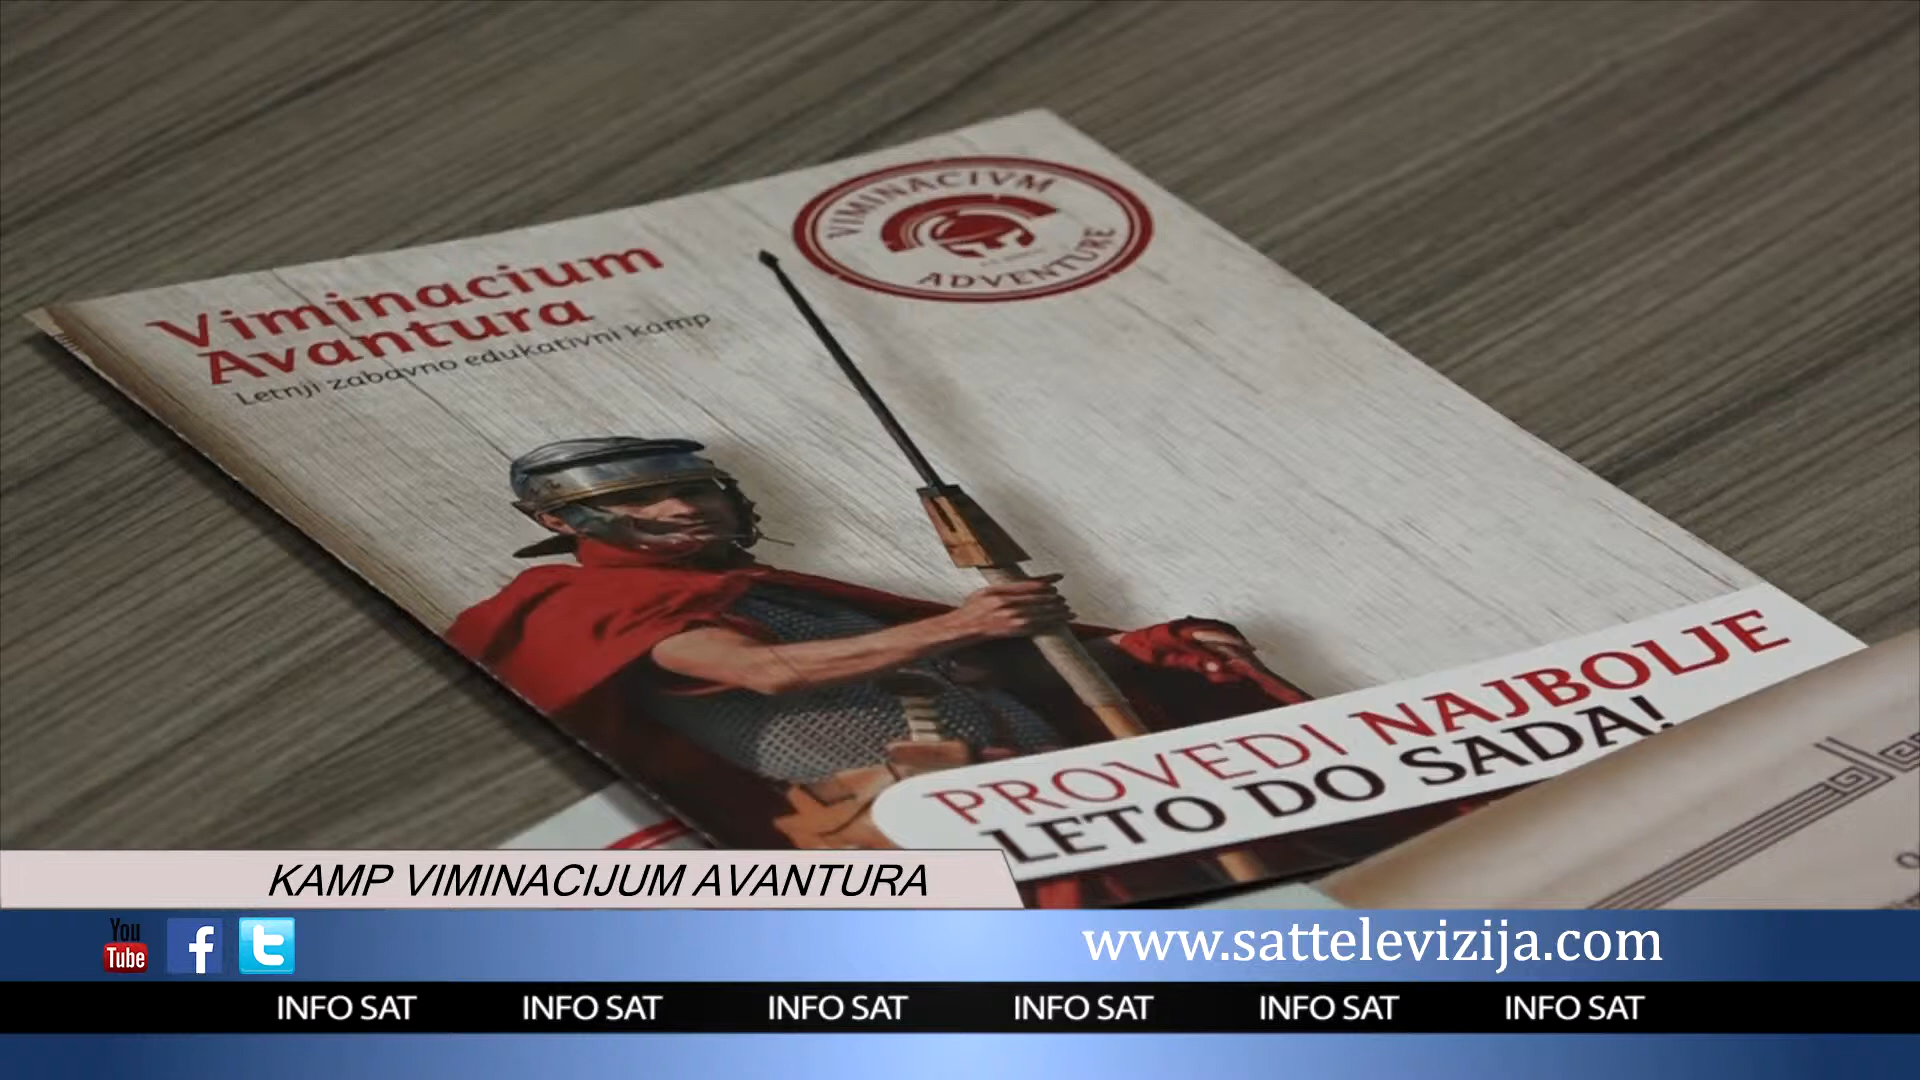 VIMINACIVM
ADVENTURE
Viminacium
Avantura
Letnji zabavno edukativni kamp
PROVEDI NAJBOLJE
LETO DO SADA!
KAMP VIMINACIJUM AVANTURA
You
Tube
www.sattelevizija.com
INFO SAT INFO SAT INFO SAT INFO SAT INFO SAT INFO SAT